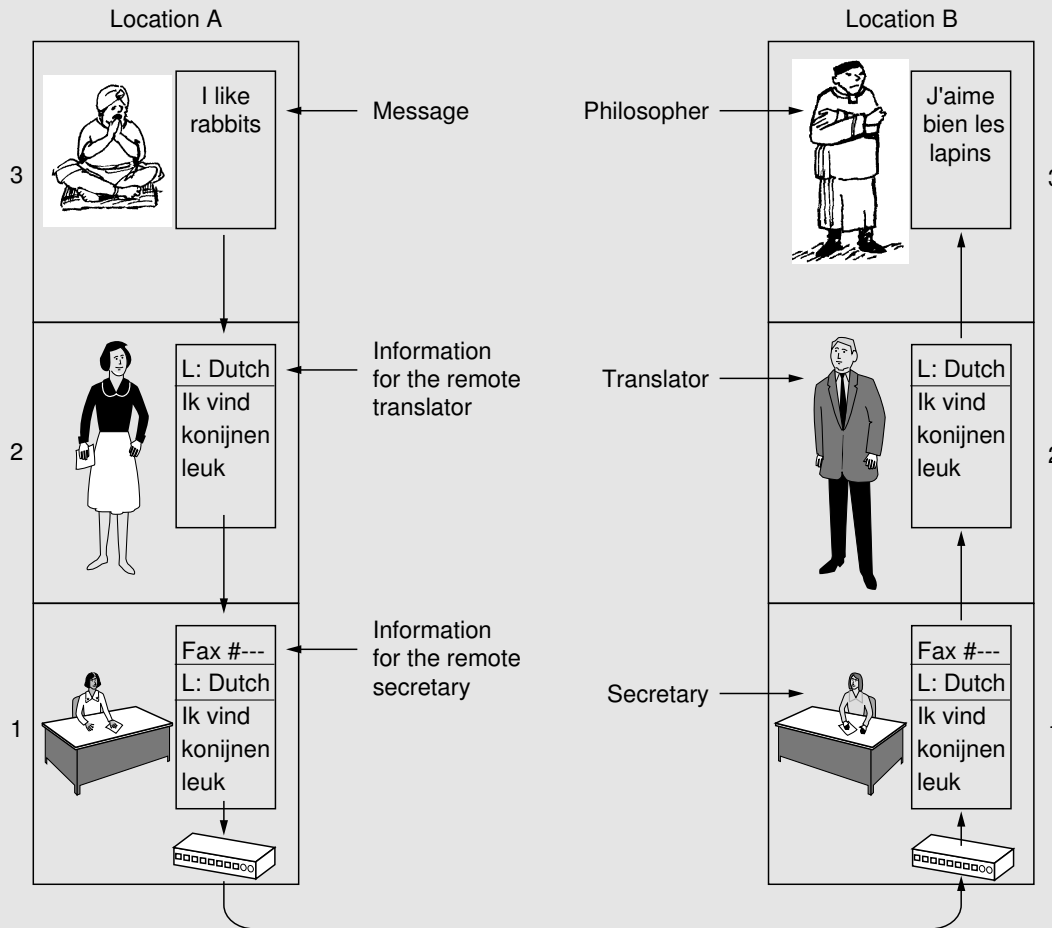 Location A
Location B
I like
rabbits
Message
Philosopher
J'aime
bien les
lapins
3
3
L: Dutch
Ik vind
konijnen
leuk
Information
for the remote
translator
Translator
L: Dutch
Ik vind
konijnen
leuk
2
2
Fax #---
L: Dutch
Ik vind
konijnen
leuk
Information
for the remote
secretary
Secretary
Fax #---
L: Dutch
Ik vind
konijnen
leuk
1